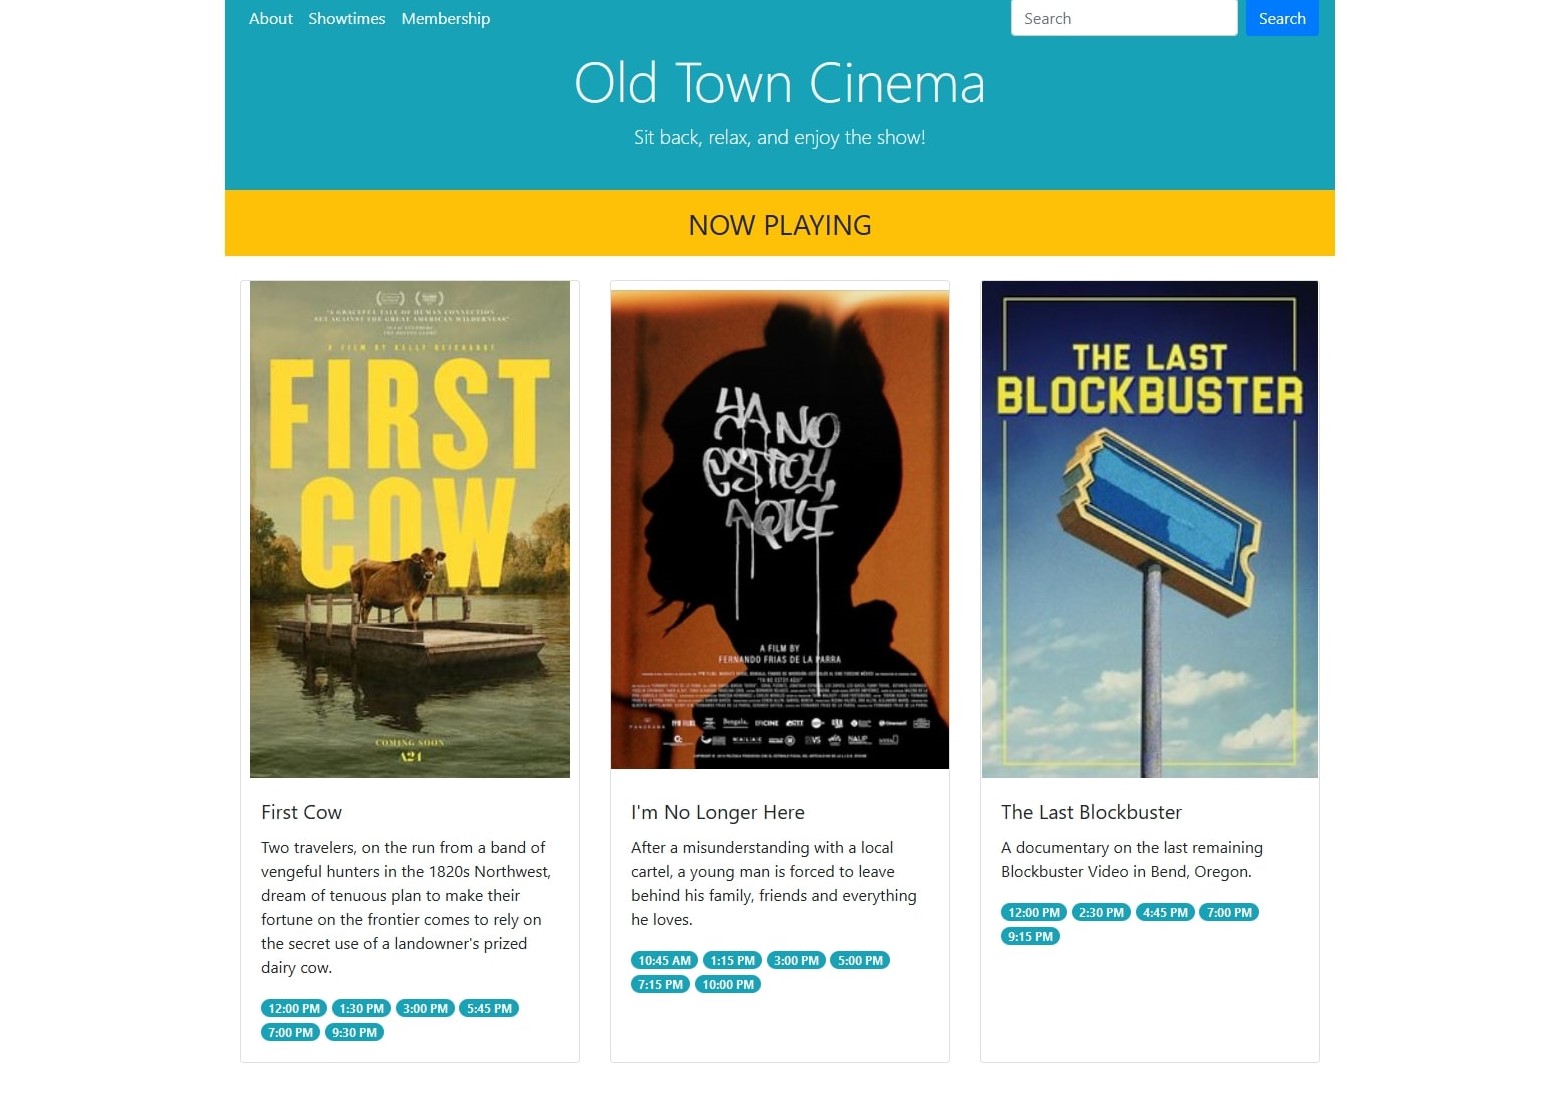 About Showtimes Membership Search Search
Old Town Cinema
Sit back, relax, and enjoy the show!
NOW PLAYING
"A GRACEFUL TALE OF HUMAN CONNECTION
SET AGAINST THE GREAT AMERICAN WILDERNESS"
A FILM BY KELLY REICHARDT
FIRST
COW
COMING SOON
A24
YA NO
ESTOY
AQUÍ
A FILM BY
FERNANDO FRIAS DE LA PARRA
PANORAMA
THE LAST
BLOCKBUSTER
First Cow
Two travelers, on the run from a band of
vengeful hunters in the 1820s Northwest,
dream of tenuous plan to make their
fortune on the frontier comes to rely on
the secret use of a landowner's prized
dairy cow.
12:00 PM 1:30 PM 3:00 PM 5:45 PM
7:00 PM 9:30 PM
I'm No Longer Here
After a misunderstanding with a local
cartel, a young man is forced to leave
behind his family, friends and everything
he loves.
10:45 AM 1:15 PM 3:00 PM 5:00 PM
7:15 PM 10:00 PM
The Last Blockbuster
A documentary on the last remaining
Blockbuster Video in Bend, Oregon.
12:00 PM 2:30 PM 4:45 PM 7:00 PM
9:15 PM